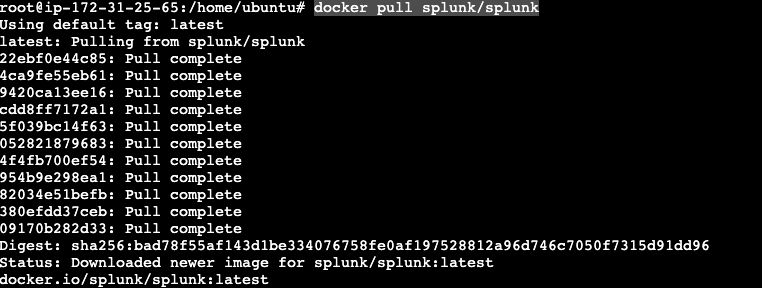 root@ip-172-31-25-65:/home/ubuntu# docker pull splunk/splunk
Using default tag: latest
latest: Pulling from splunk/splunk
22ebf0e44c85: Pull complete
4ca9fe55eb61: Pull complete
9420ca13ee16: Pull complete
cdd8ff7172a1: Pull complete
5f039bc14f63: Pull complete
052821879683: Pull complete
4f4fb700ef54: Pull complete
954b9e298ea1: Pull complete
82034e51befb: Pull complete
380efdd37ceb: Pull complete
09170b282d33: Pull complete
Digest: sha256:bad78f55af143d1be334076758fe0af197528812a96d746c7050f7315d91dd96
Status: Downloaded newer image for splunk/splunk:latest
docker.io/splunk/splunk:latest